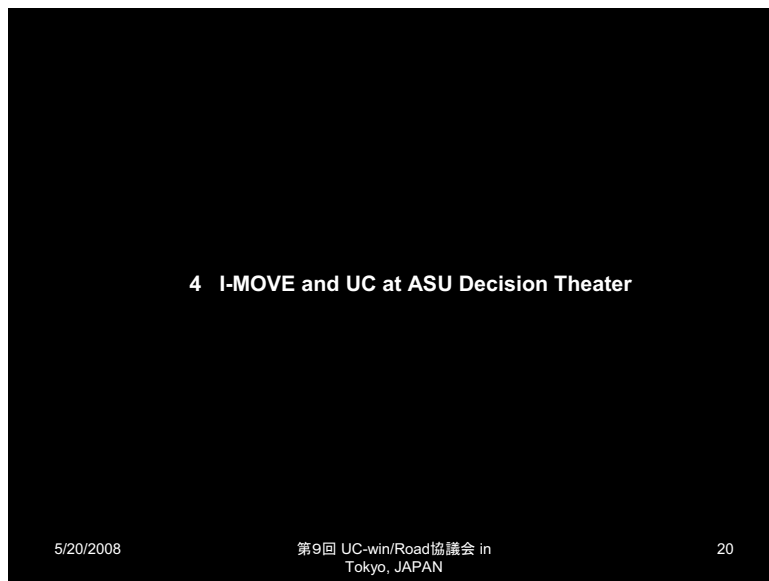 4 I-MOVE and UC at ASU Decision Theater
5/20/2008
第9回 UC-win/Road協議会 in
Tokyo, JAPAN
20